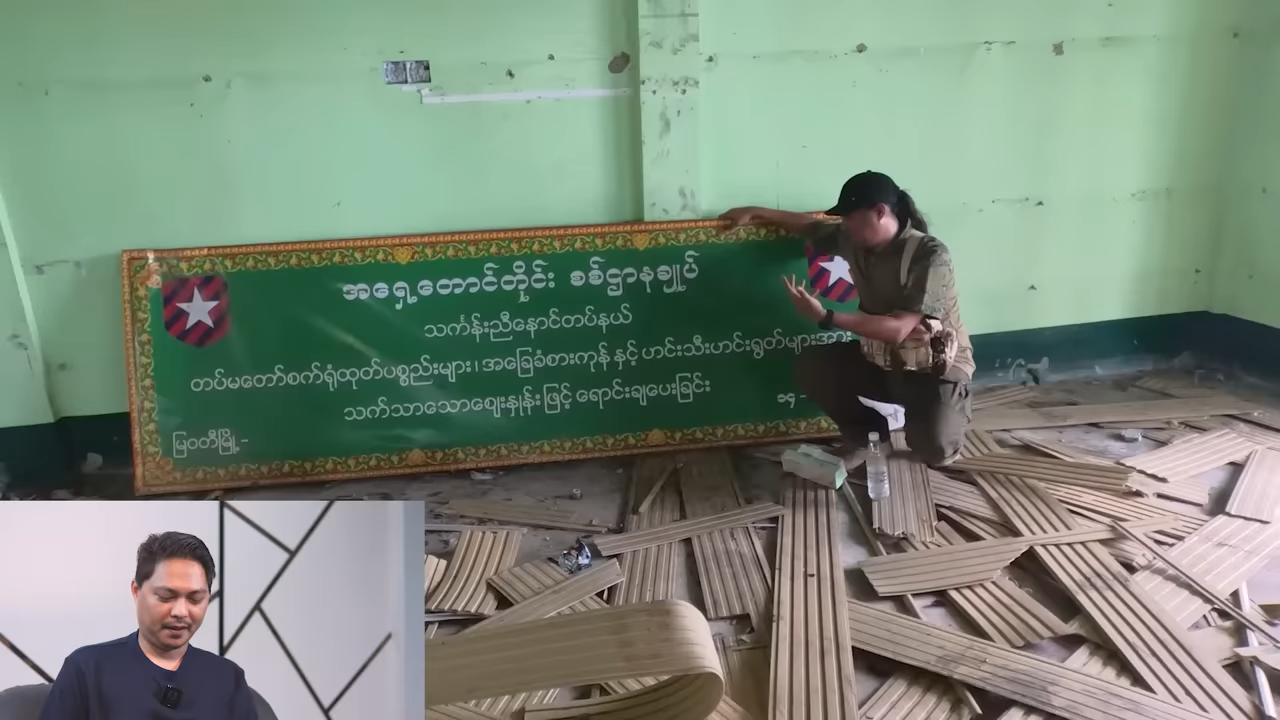 အရှေ့တောင်တိုင်း စစ်ဌာနချုပ်
သင်္ကန်းညီနောင်တပ်နယ်
တပ်မတော်စက်ရုံထုတ်ပစ္စည်းများ၊ အခြေခံစားကုန် နှင့် ဟင်းသီးဟင်းရွက်များအား
သက်သာသောဈေးနှုန်းဖြင့် ရောင်းချပေးခြင်း
မြဝတီမြို့-
၁၄-